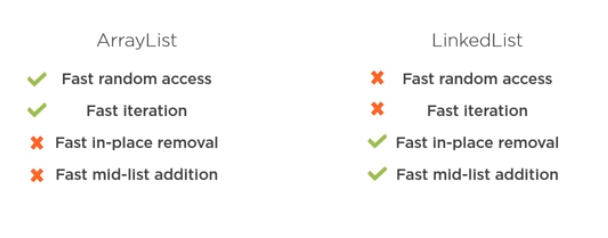 ArrayList
Fast random access
Fast iteration
Fast in-place removal
Fast mid-list addition
LinkedList
Fast random access
Fast iteration
Fast in-place removal
Fast mid-list addition